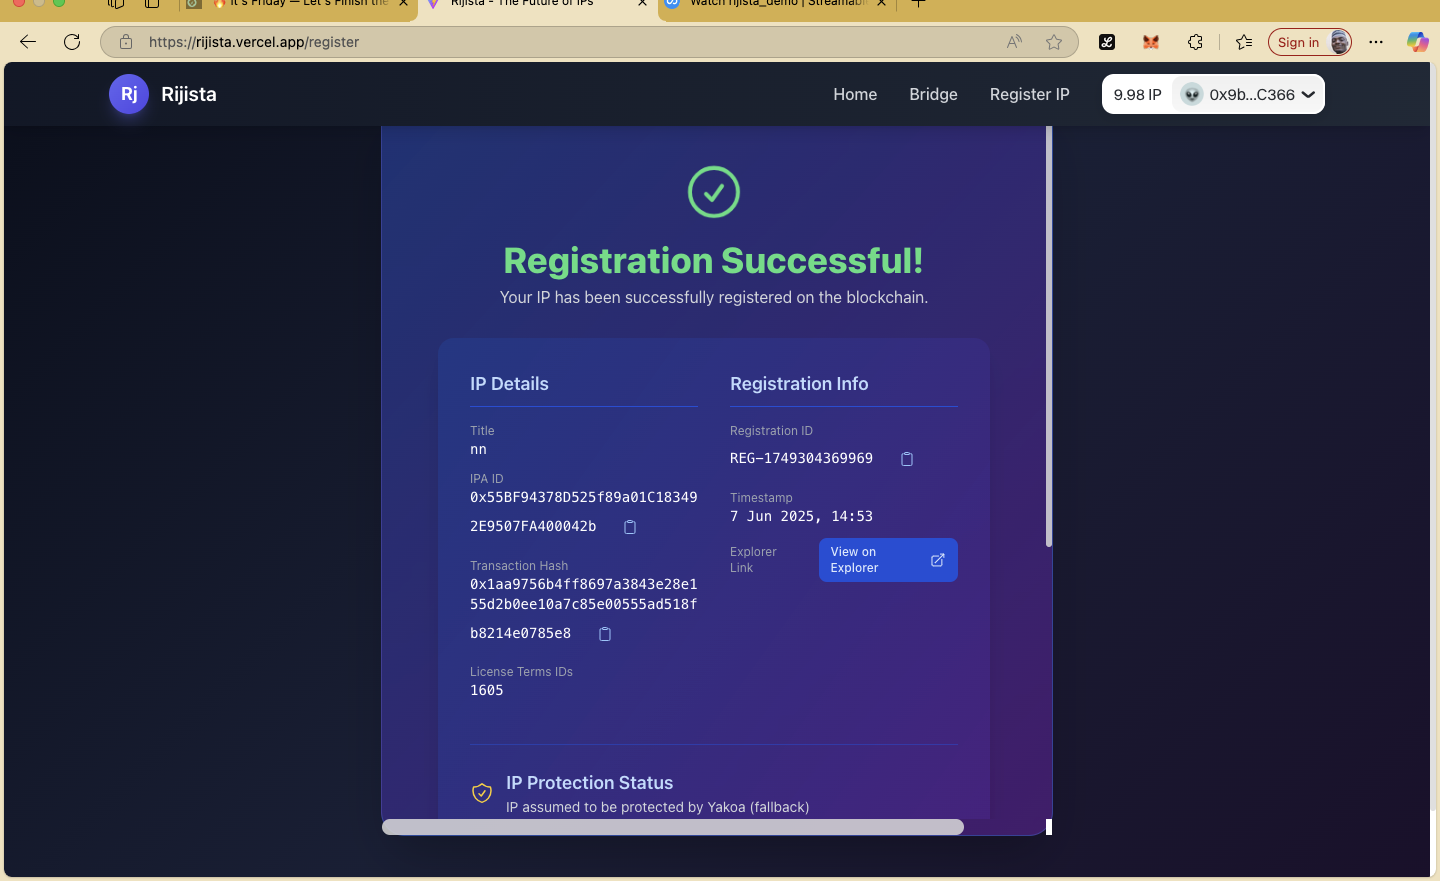 It's Friday — Let's Finish the
Rijista - The Future of IPs
Watch rijista_demo | Streamabl
https://rijista.vercel.app/register
Sign in
Rj
Rijista
Home
Bridge
Register IP
9.98 IP
0x9b...C366
Registration Successful!
Your IP has been successfully registered on the blockchain.
IP Details
Title
nn
IPA ID
0x55BF94378D525f89a01C18349
2E9507FA400042b
Transaction Hash
0x1aa9756b4ff8697a3843e28e1
55d2b0ee10a7c85e00555ad518f
b8214e0785e8
License Terms IDs
1605
Registration Info
Registration ID
REG-1749304369969
Timestamp
7 Jun 2025, 14:53
Explorer
Link
View on
Explorer
IP Protection Status
IP assumed to be protected by Yakoa (fallback)